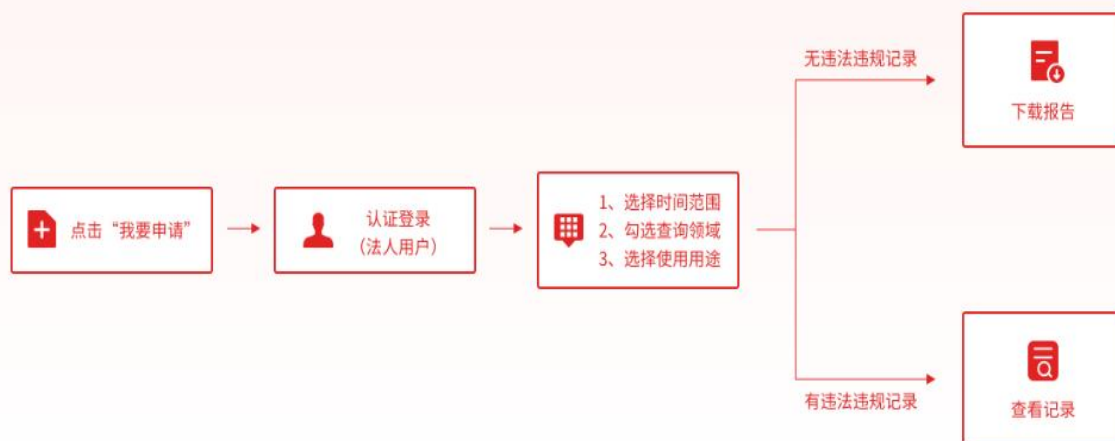 点击“我要申请”
认证登录
（法人用户）
1、选择时间范围
2、勾选查询领域
3、选择使用用途
无违法违规记录
下载报告
有违法违规记录
查看记录